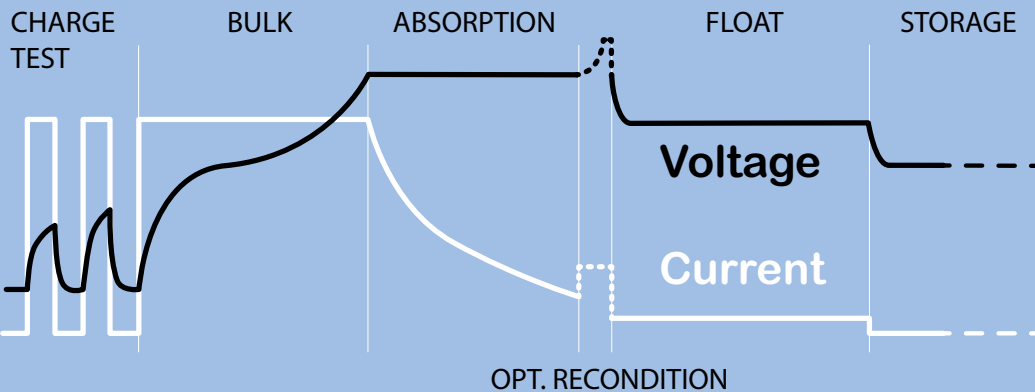 CHARGE
TEST
BULK
ABSORPTION
FLOAT
STORAGE
Voltage
Current
OPT. RECONDITION